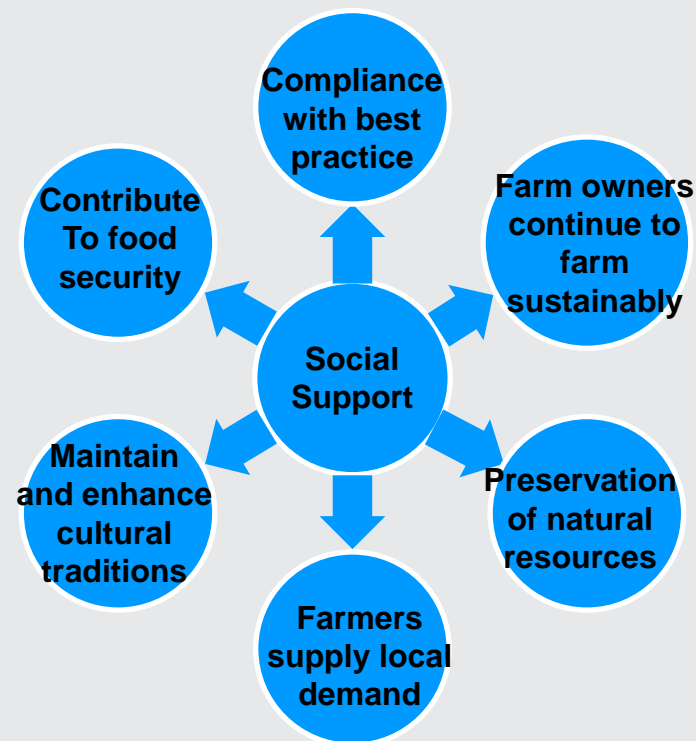 Compliance
with best
practice
Contribute
To food
security
Farm owners
continue to
farm
sustainably
Social
Support
Maintain
and enhance
cultural
traditions
Preservation
of natural
resources
Farmers
supply local
demand